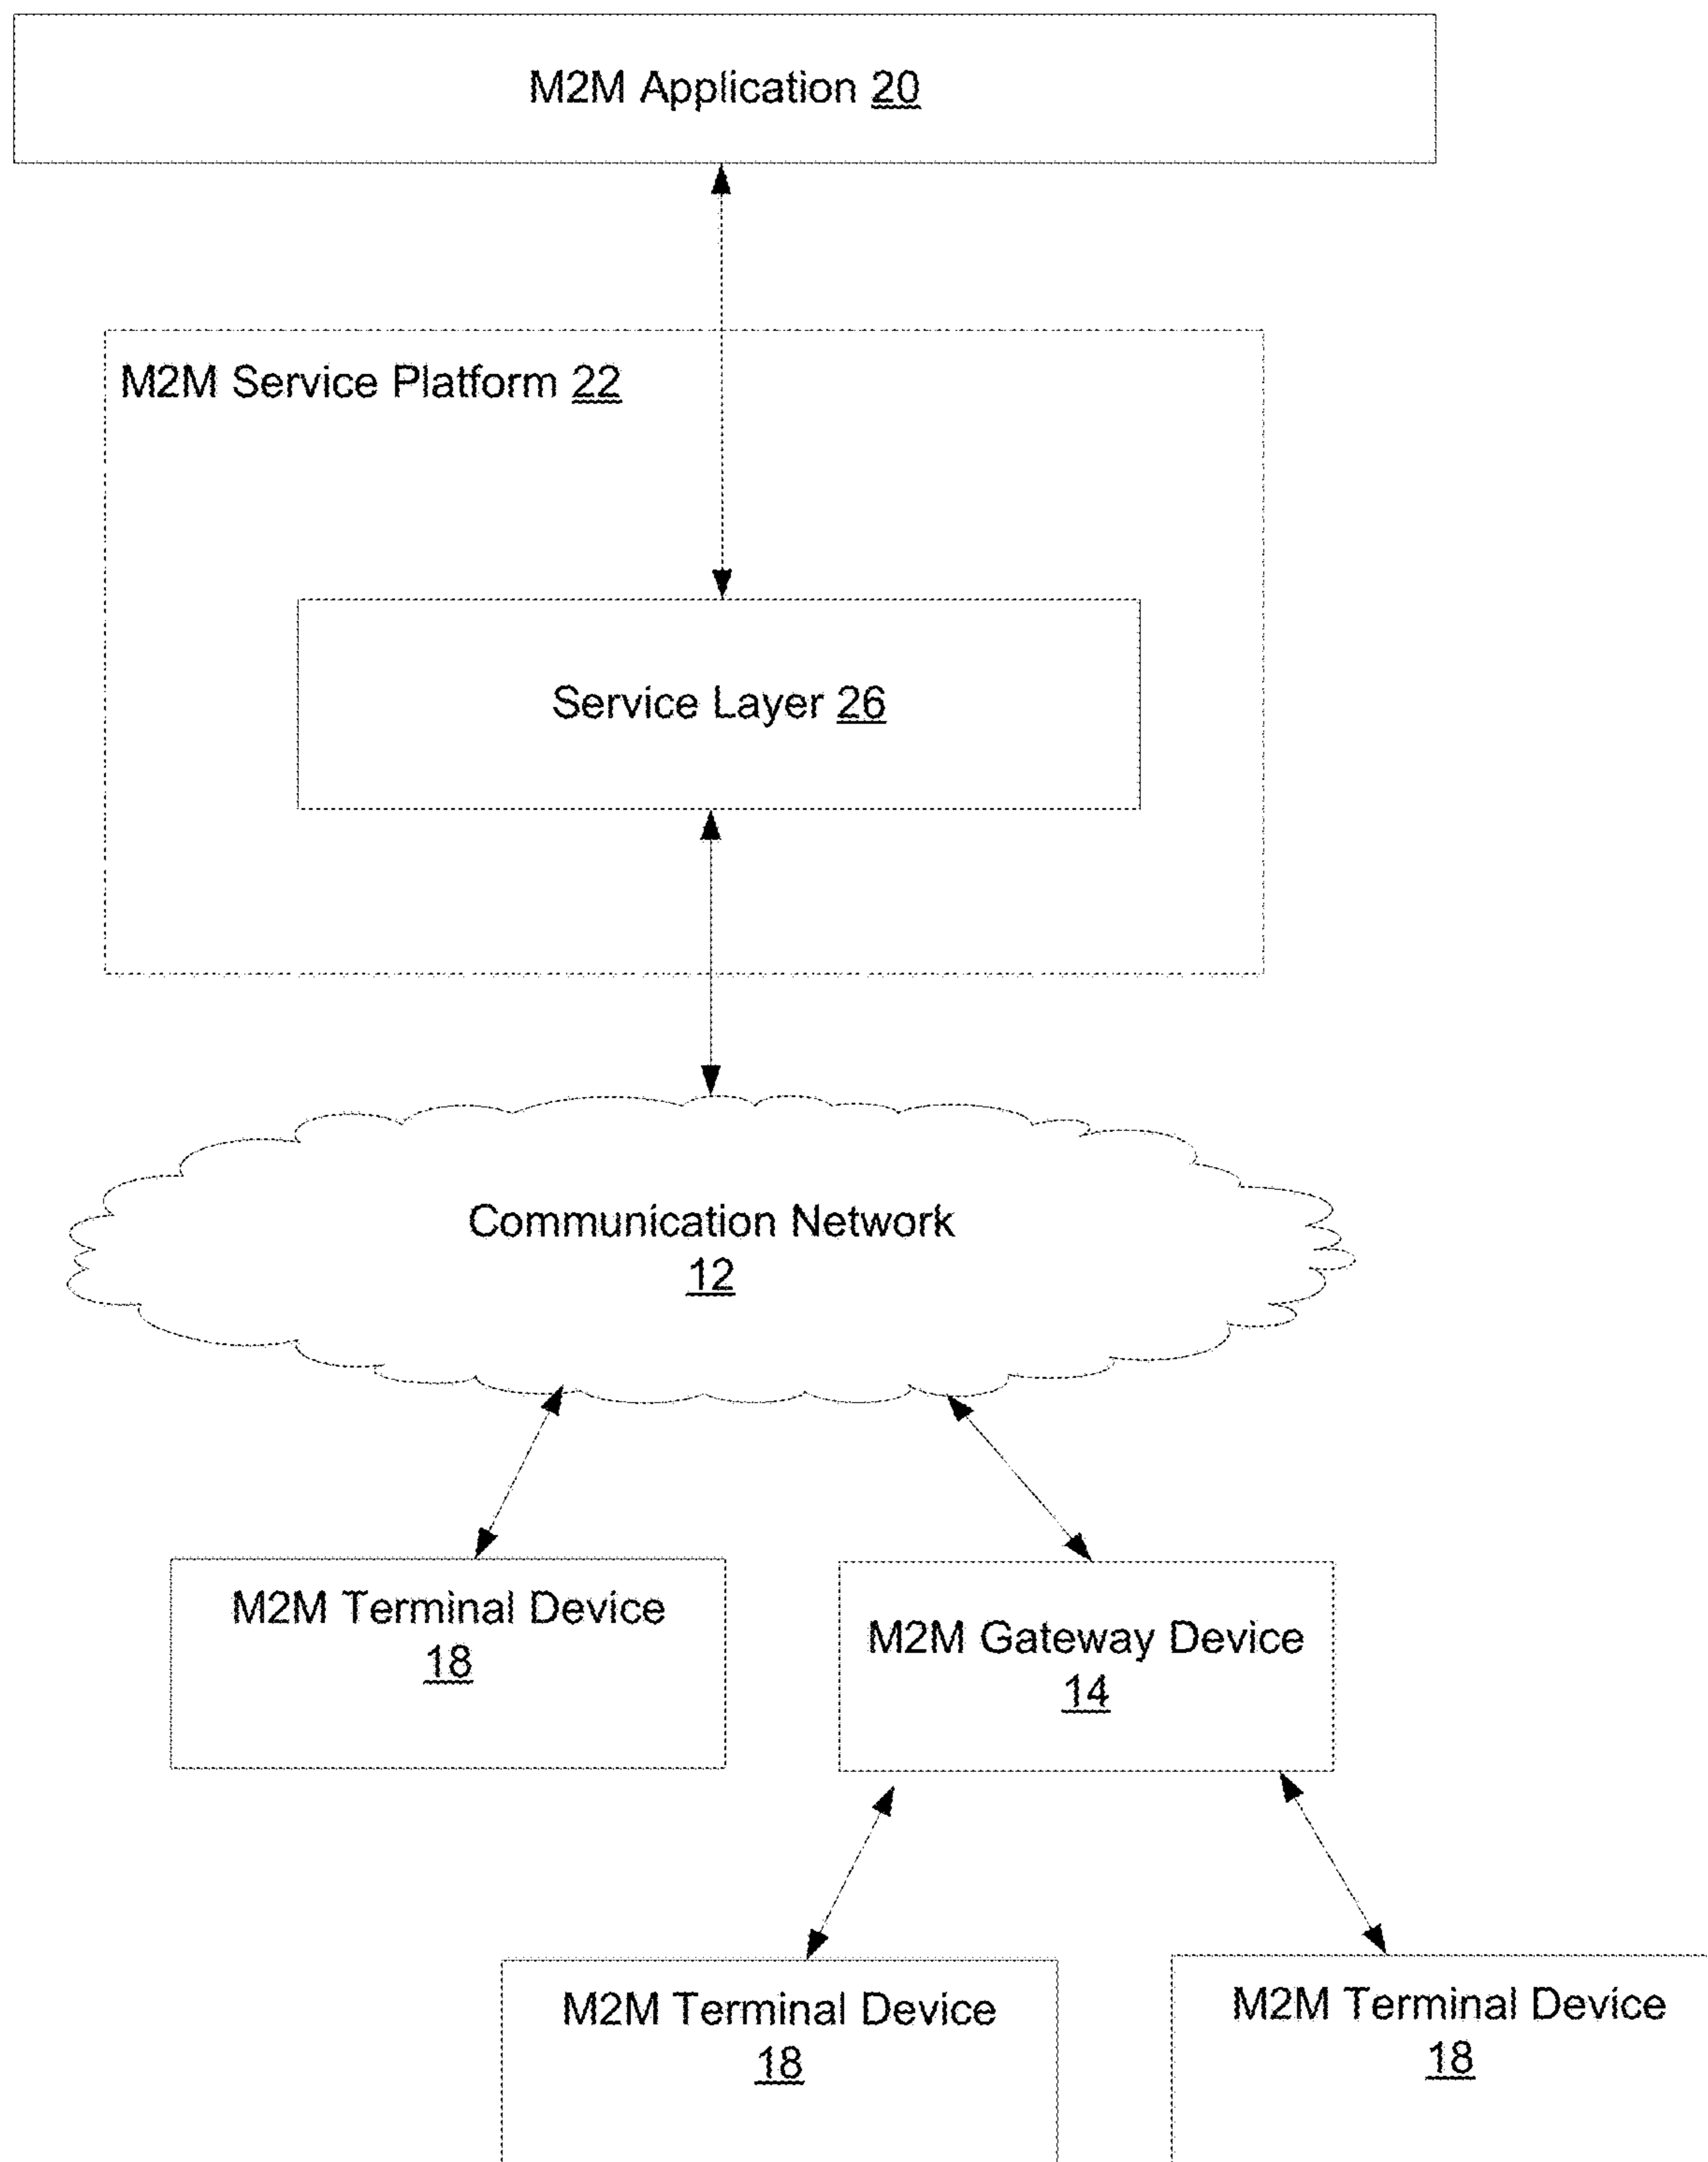 M2M Application 20
M2M Service Platform 22
Service Layer 26
Communication Network
12
M2M Terminal Device
18
M2M Gateway Device
14
M2M Terminal Device
18
M2M Terminal Device
18